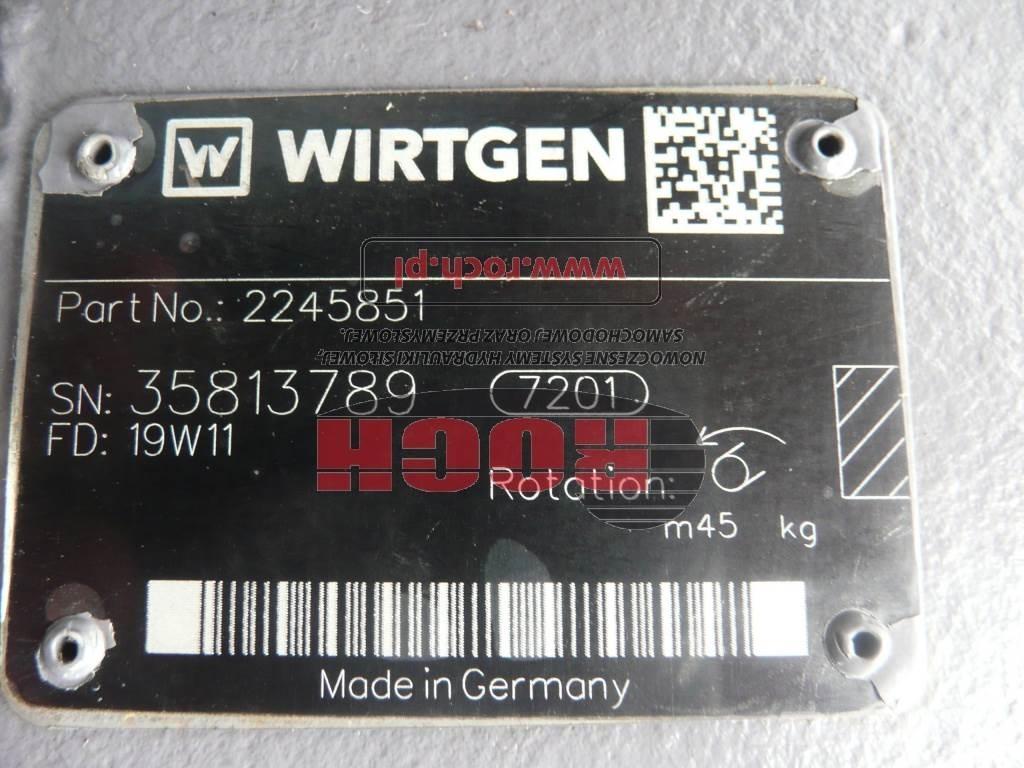 W WIRTGEN
www.roch.pl
Part No.: 2245851
SAMOCHODOWEJ ORAZ PRZEMYSŁOWEJ,
NOWOCZESNE SYSTEMY HYDRAULIKI SIŁOWEJ,
SN: 35813789 7201
FD: 19W11
ROCH
Rotation:
m45 kg
Made in Germany